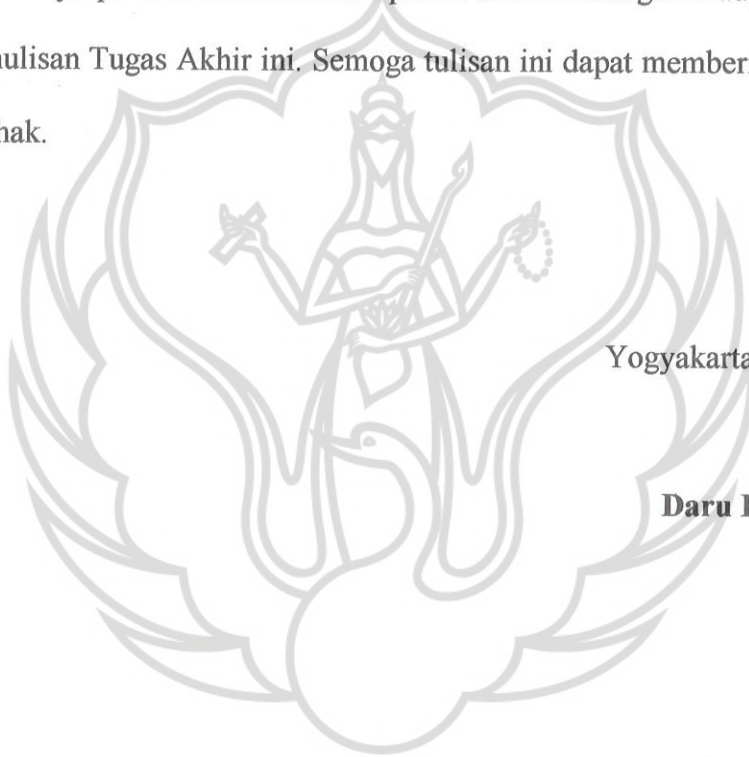 ulisan Tugas Akhir ini. Semoga tulisan ini dapat member
hak.
Yogyakarta
Daru